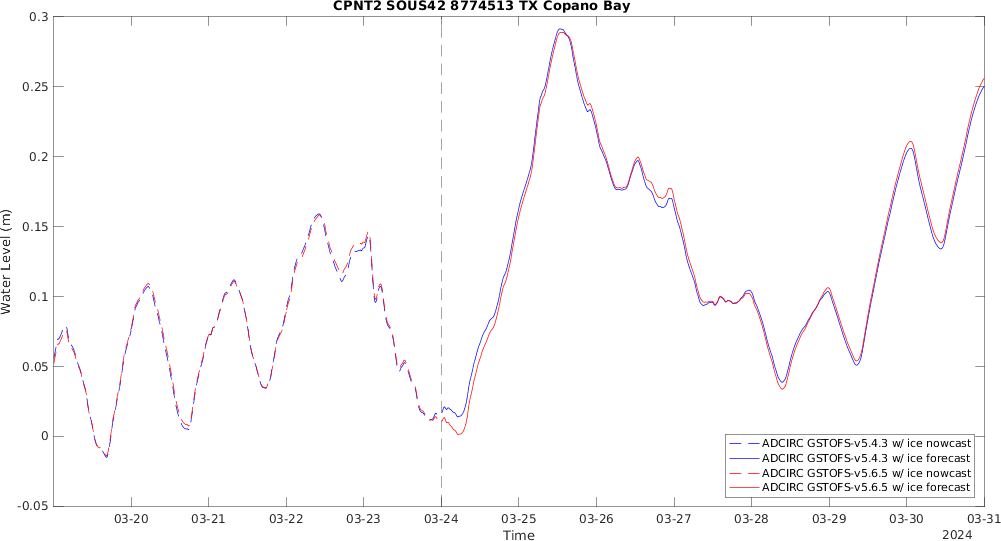 CPNT2 SOUS42 8774513 TX Copano Bay
0.3
0.25
0.2
0.15
0.1
0.05
0
-0.05
Water Level (m)
03-20 03-21 03-22 03-23 03-24 03-25 03-26 03-27 03-28 03-29 03-30 03-31
Time
2024
ADCIRC GSTOFS-v5.4.3 w/ ice nowcast
ADCIRC GSTOFS-v5.4.3 w/ ice forecast
ADCIRC GSTOFS-v5.6.5 w/ ice nowcast
ADCIRC GSTOFS-v5.6.5 w/ ice forecast